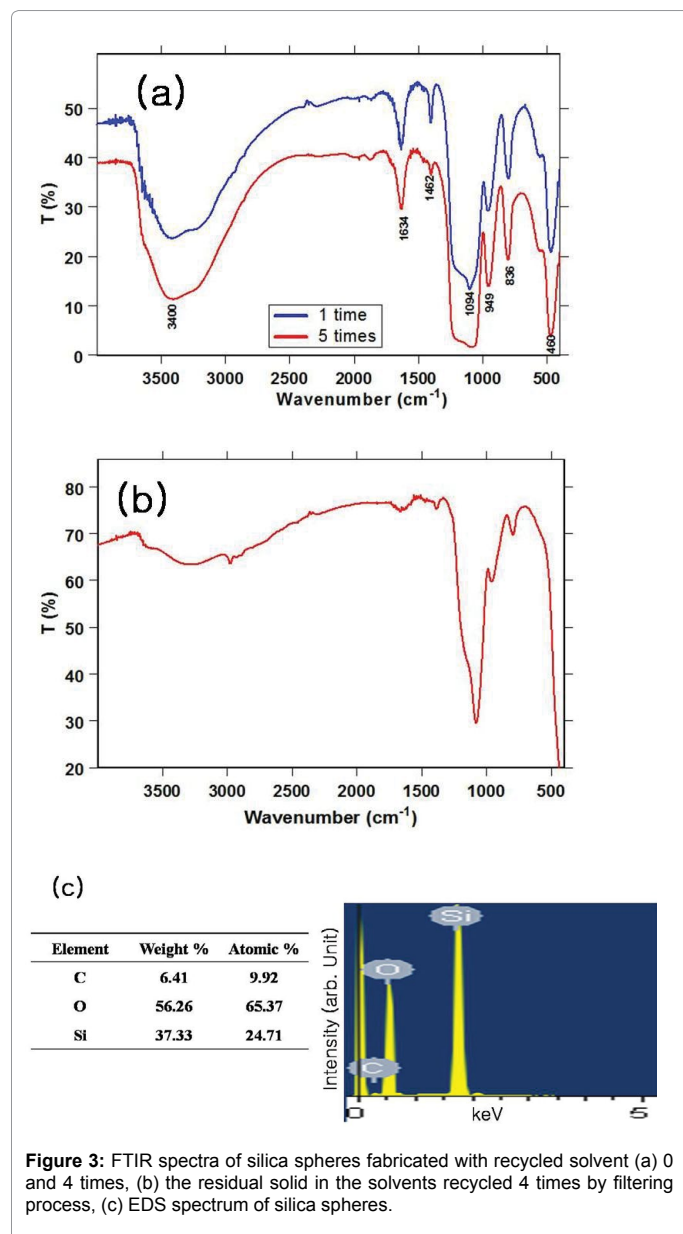 (a)
50
40
30
20
10
0
T (%)
3400
1634
1462
1094
949
836
460
1 time
5 times
3500 3000 2500 2000 1500 1000 500
Wavenumber (cm⁻¹)
(b)
80
70
60
50
40
30
20
T (%)
3500 3000 2500 2000 1500 1000 500
Wavenumber (cm⁻¹)
(c)
Element Weight % Atomic %
C 6.41 9.92
O 56.26 65.37
Si 37.33 24.71
Intensity (arb. Unit)
Si
O
C
0 keV 5
Figure 3: FTIR spectra of silica spheres fabricated with recycled solvent (a) 0
and 4 times, (b) the residual solid in the solvents recycled 4 times by filtering
process, (c) EDS spectrum of silica spheres.